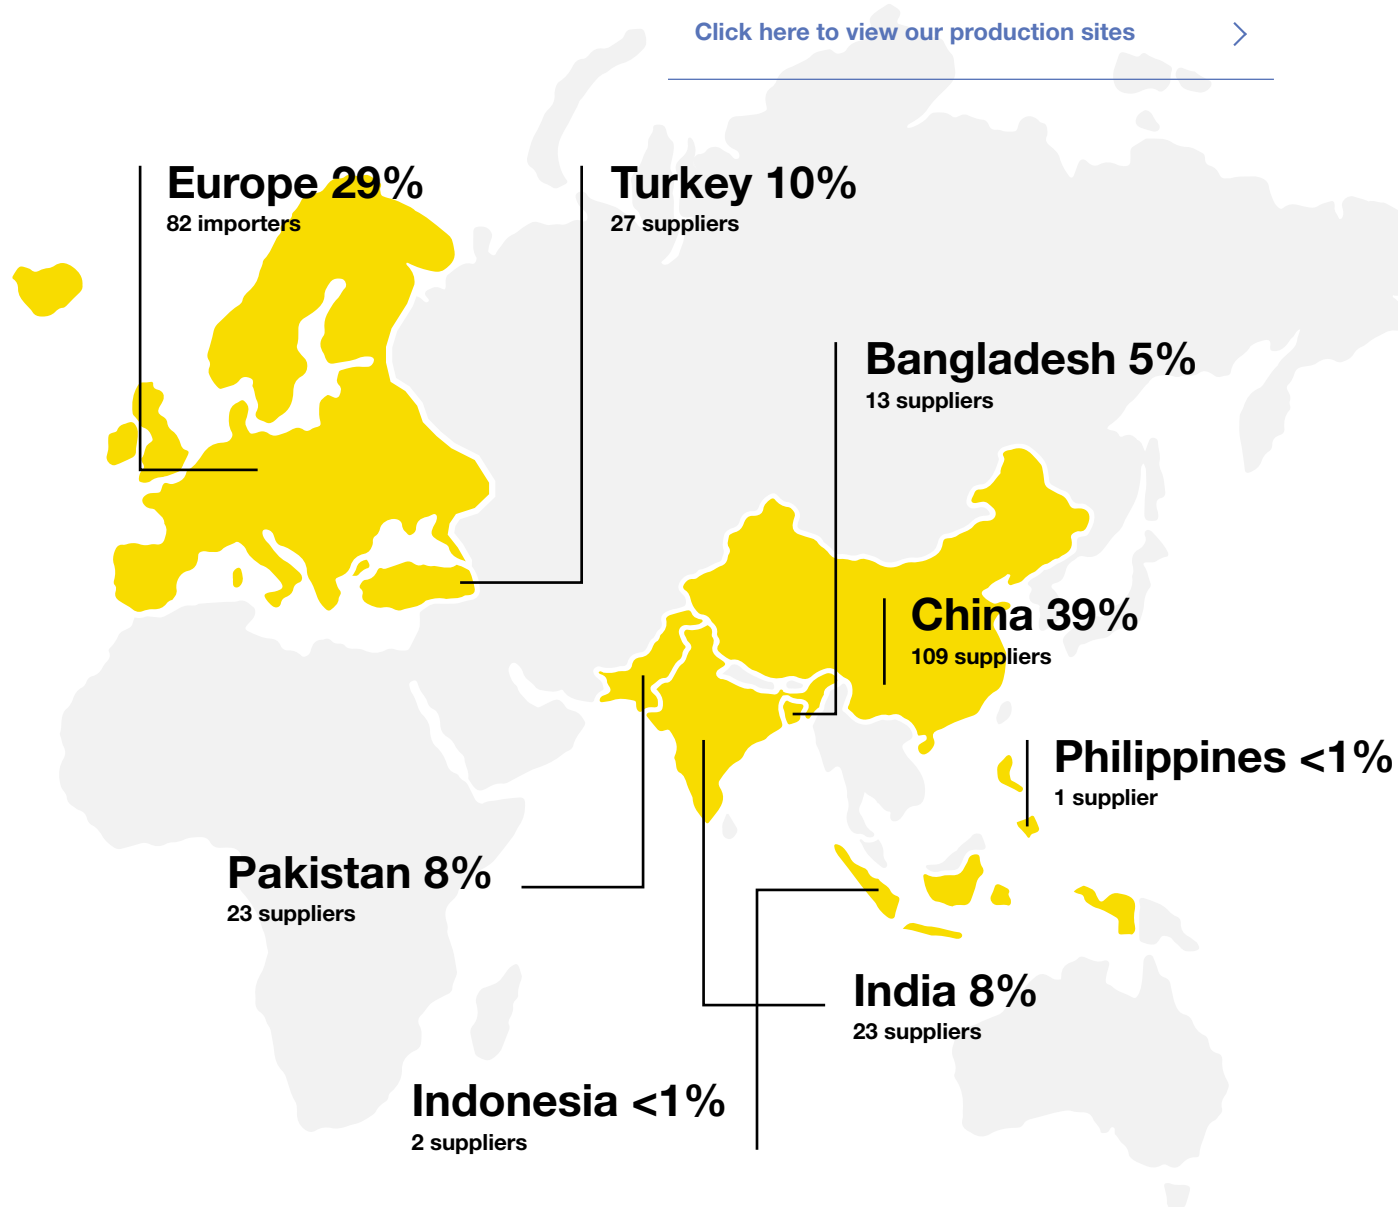 Click here to view our production sites
Europe 29%
82 importers
Turkey 10%
27 suppliers
Bangladesh 5%
13 suppliers
China 39%
109 suppliers
Philippines <1%
1 supplier
Pakistan 8%
23 suppliers
India 8%
23 suppliers
Indonesia <1%
2 suppliers